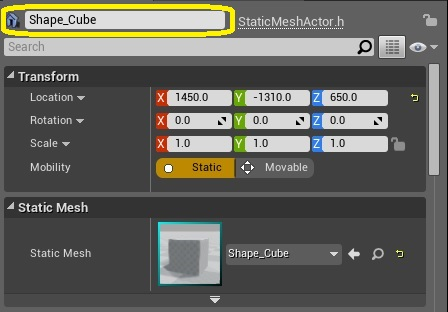 Shape_Cube StaticMeshActor.h
Search
Transform
Location X 1450.0 Y -1310.0 Z 650.0
Rotation X 0.0 Y 0.0 Z 0.0
Scale X 1.0 Y 1.0 Z 1.0
Mobility Static Movable
Static Mesh
Static Mesh Shape_Cube